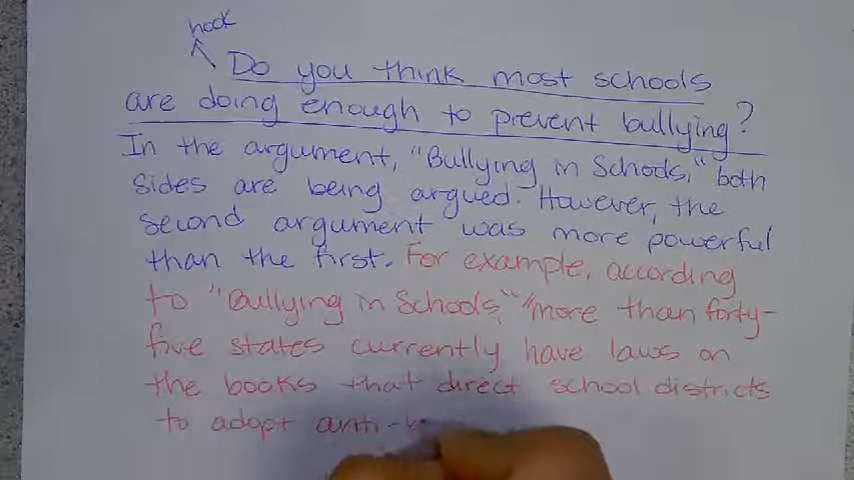 hook
Do you think most schools
are doing enough to prevent bullying?
In the argument, "Bullying in Schools," both
sides are being argued. However, the
second argument was more powerful
than the first. For example, according
to "Bullying in Schools," "more than forty-
five states currently have laws on
the books that direct school districts
to adopt anti-